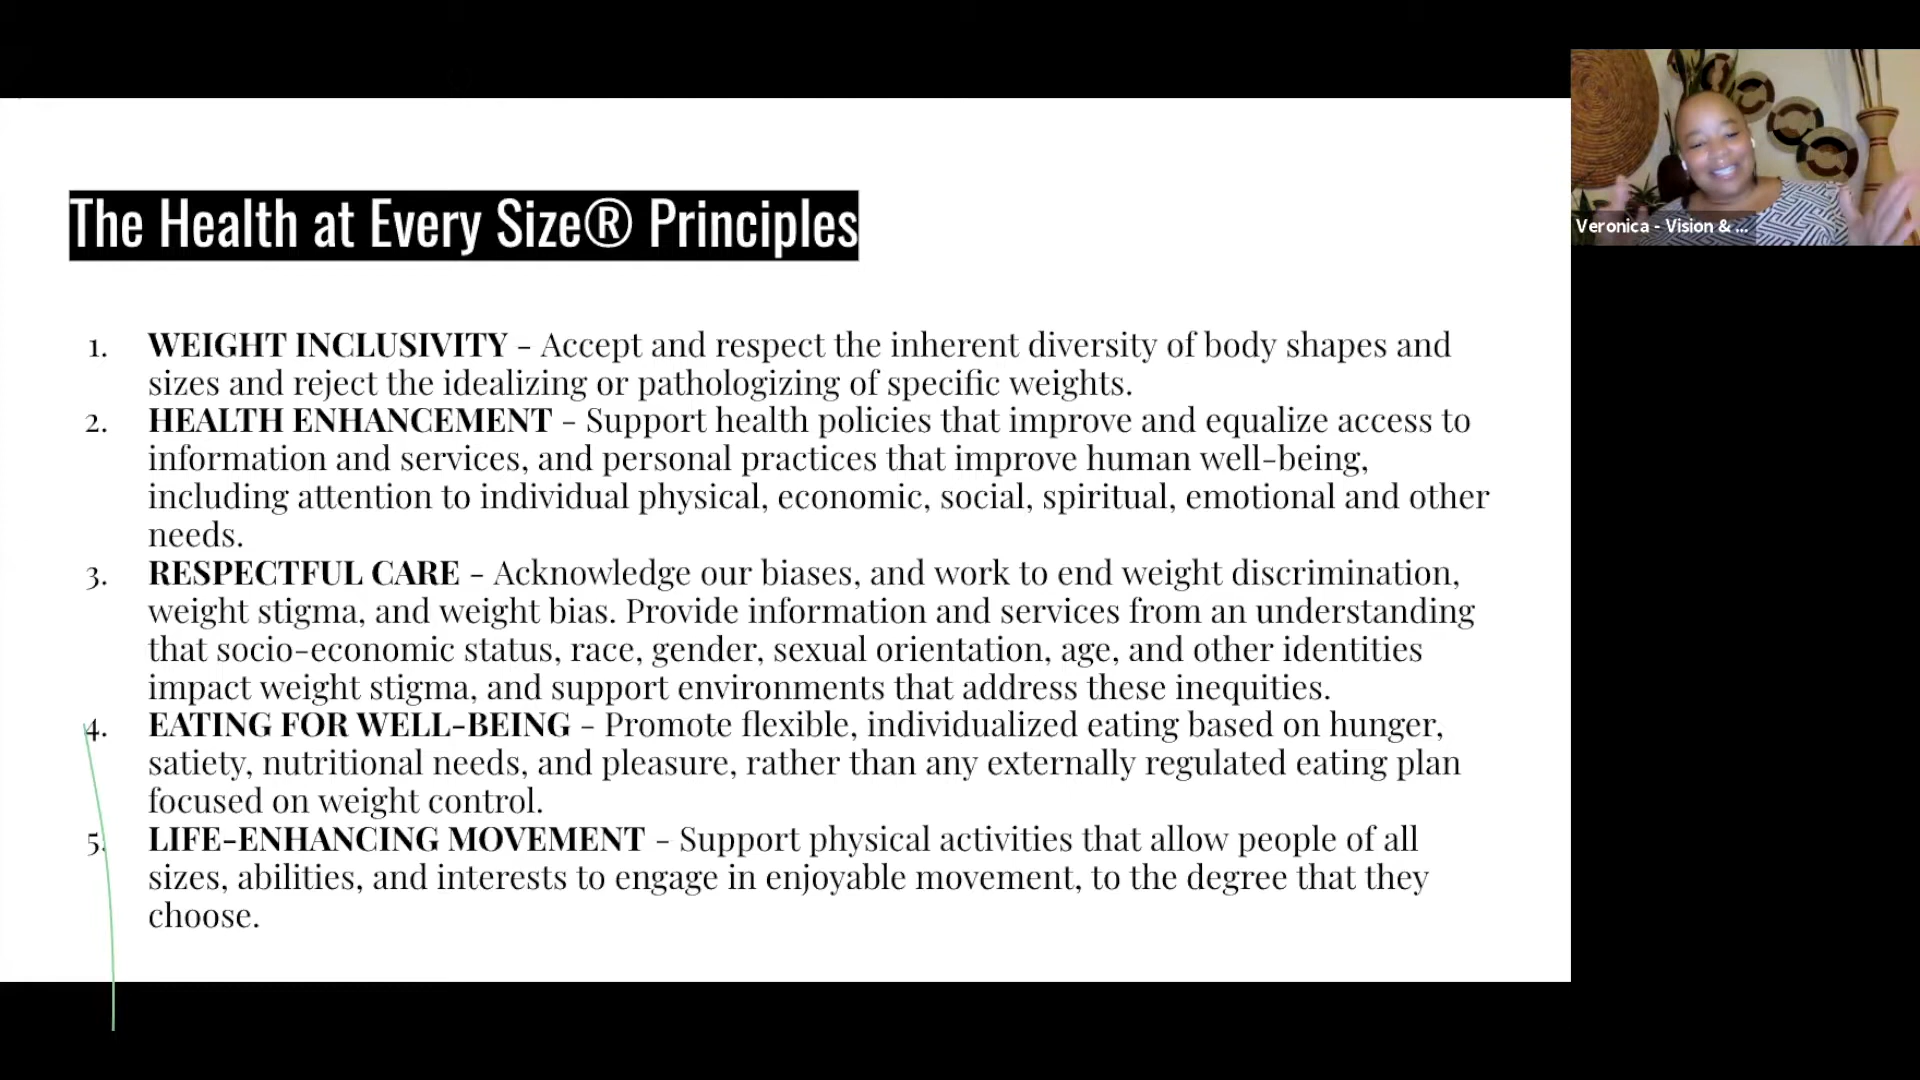 The Health at Every Size® Principles
Veronica - Vision & ...
1. WEIGHT INCLUSIVITY - Accept and respect the inherent diversity of body shapes and
sizes and reject the idealizing or pathologizing of specific weights.
2. HEALTH ENHANCEMENT - Support health policies that improve and equalize access to
information and services, and personal practices that improve human well-being,
including attention to individual physical, economic, social, spiritual, emotional and other
needs.
3. RESPECTFUL CARE - Acknowledge our biases, and work to end weight discrimination,
weight stigma, and weight bias. Provide information and services from an understanding
that socio-economic status, race, gender, sexual orientation, age, and other identities
impact weight stigma, and support environments that address these inequities.
4. EATING FOR WELL-BEING - Promote flexible, individualized eating based on hunger,
satiety, nutritional needs, and pleasure, rather than any externally regulated eating plan
focused on weight control.
5. LIFE-ENHANCING MOVEMENT - Support physical activities that allow people of all
sizes, abilities, and interests to engage in enjoyable movement, to the degree that they
choose.